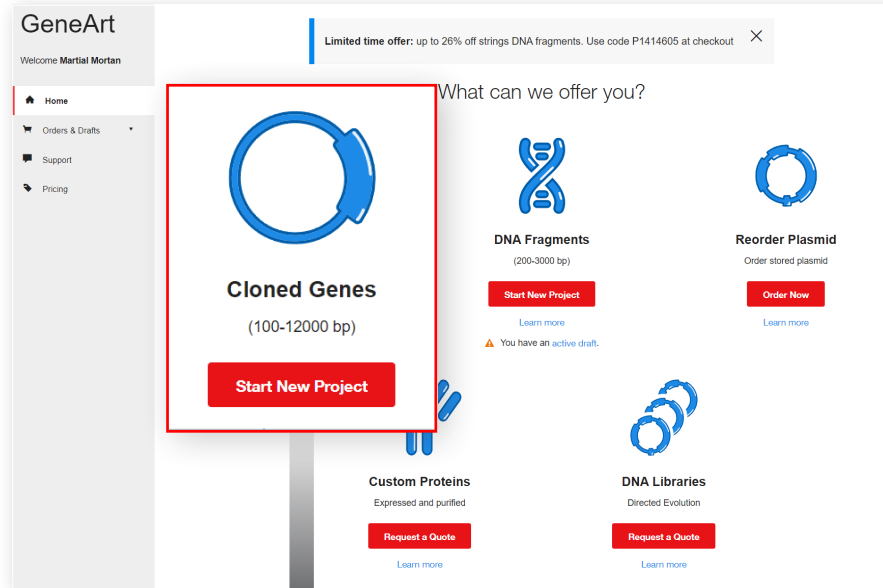 GeneArt
Welcome Martial Mortan
Home
Orders & Drafts
Support
Pricing
Limited time offer: up to 26% off strings DNA fragments. Use code P1414605 at checkout
What can we offer you?
Cloned Genes
(100-12000 bp)
Start New Project
DNA Fragments
(200-3000 bp)
Start New Project
Learn more
You have an active draft.
Reorder Plasmid
Order stored plasmid
Order Now
Learn more
Custom Proteins
Expressed and purified
Request a Quote
Learn more
DNA Libraries
Directed Evolution
Request a Quote
Learn more